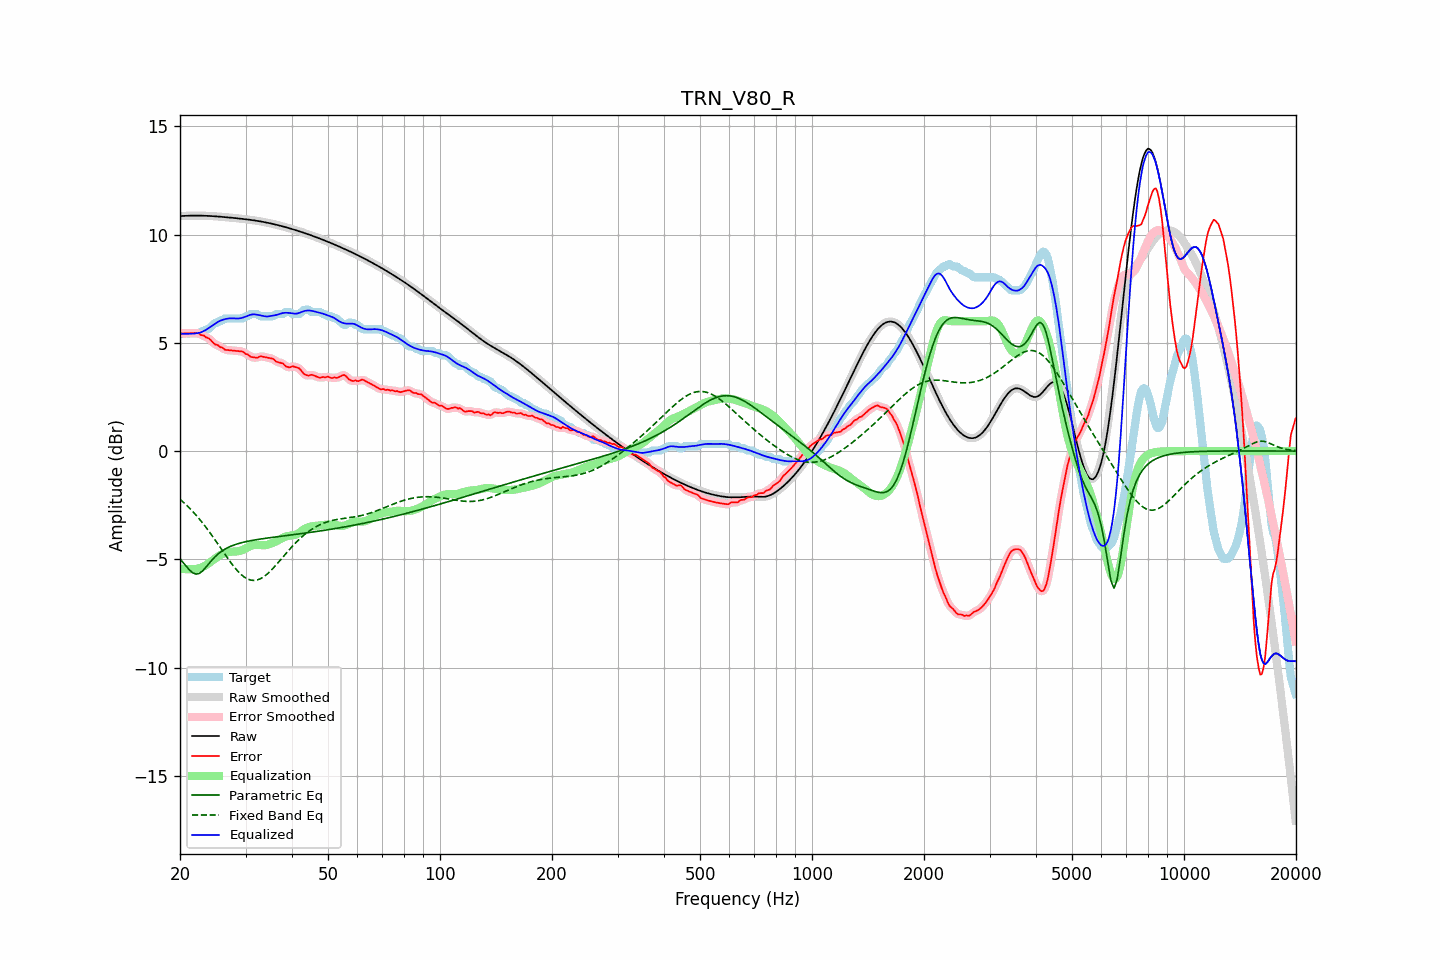 TRN_V80_R
15
10
5
0
−5
−10
−15
Amplitude (dBr)
Target
Raw Smoothed
Error Smoothed
Raw
Error
Equalization
Parametric Eq
Fixed Band Eq
Equalized
20 50 100 200 500 1000 2000 5000 10000 20000
Frequency (Hz)